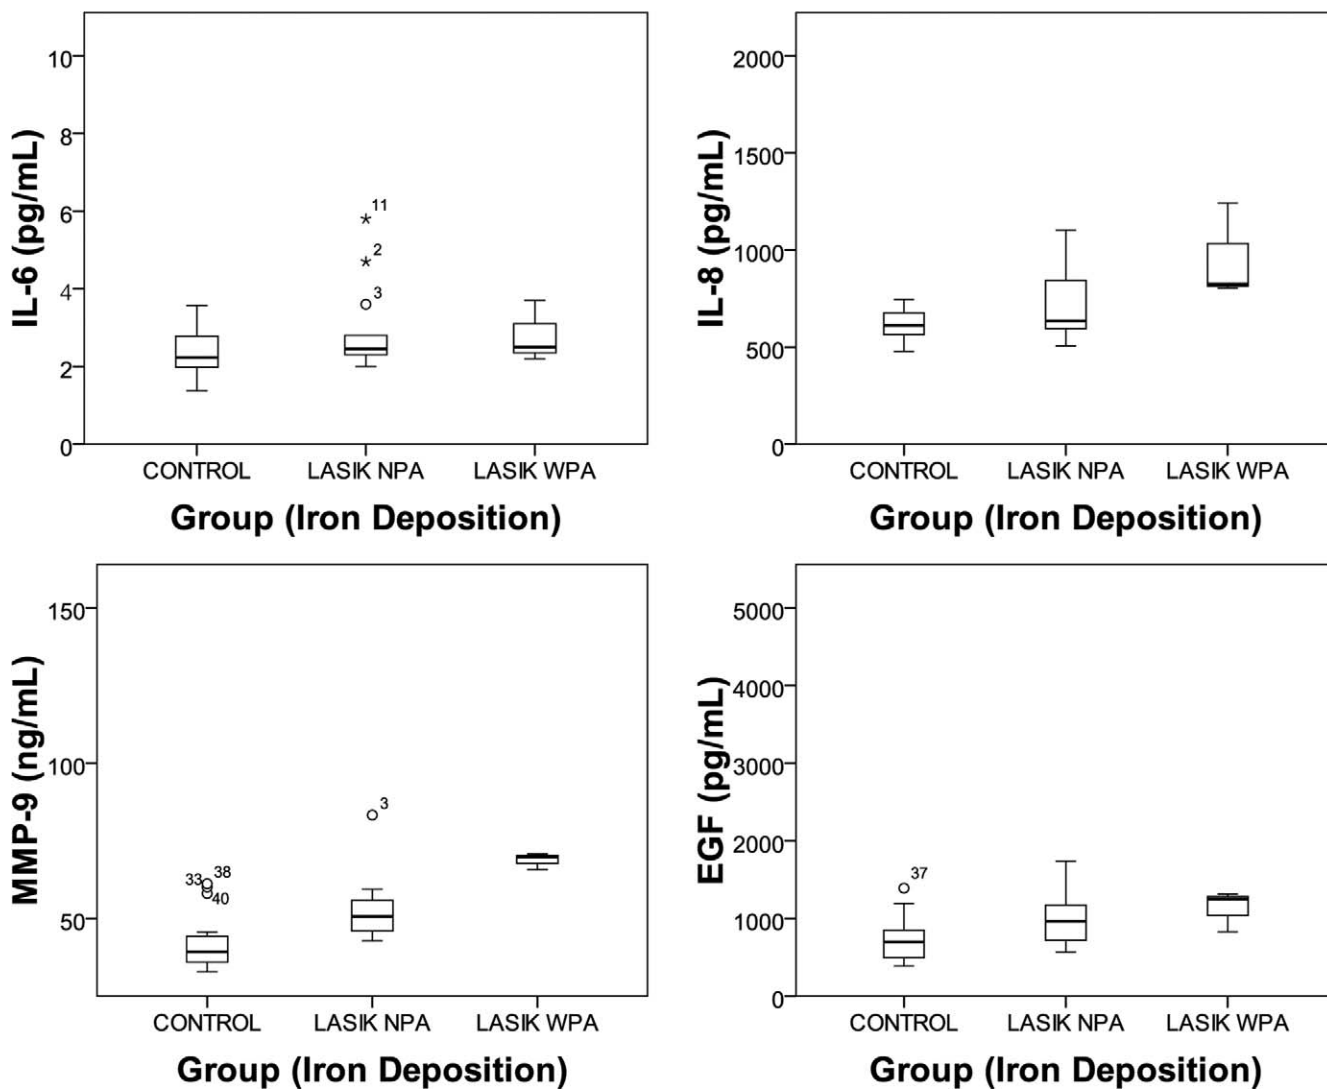 IL-6 (pg/mL)
10
8
6
4
2
0
11
2
3
CONTROL LASIK NPA LASIK WPA
Group (Iron Deposition)
IL-8 (pg/mL)
2000
1500
1000
500
0
CONTROL LASIK NPA LASIK WPA
Group (Iron Deposition)
MMP-9 (ng/mL)
150
100
50
33 38
40
3
CONTROL LASIK NPA LASIK WPA
Group (Iron Deposition)
EGF (pg/mL)
5000
4000
3000
2000
1000
0
37
CONTROL LASIK NPA LASIK WPA
Group (Iron Deposition)